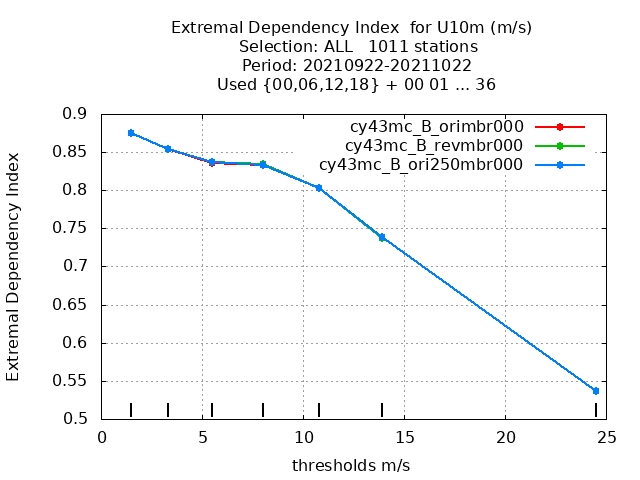 Extremal Dependency Index  for U10m (m/s)
Selection: ALL   1011 stations
Period: 20210922-20211022
Used {00,06,12,18} + 00 01 ... 36
cy43mc_B_orimbr000
cy43mc_B_revmbr000
cy43mc_B_ori250mbr000
Extremal Dependency Index
0.9
0.85
0.8
0.75
0.7
0.65
0.6
0.55
0.5
0 5 10 15 20 25
thresholds m/s